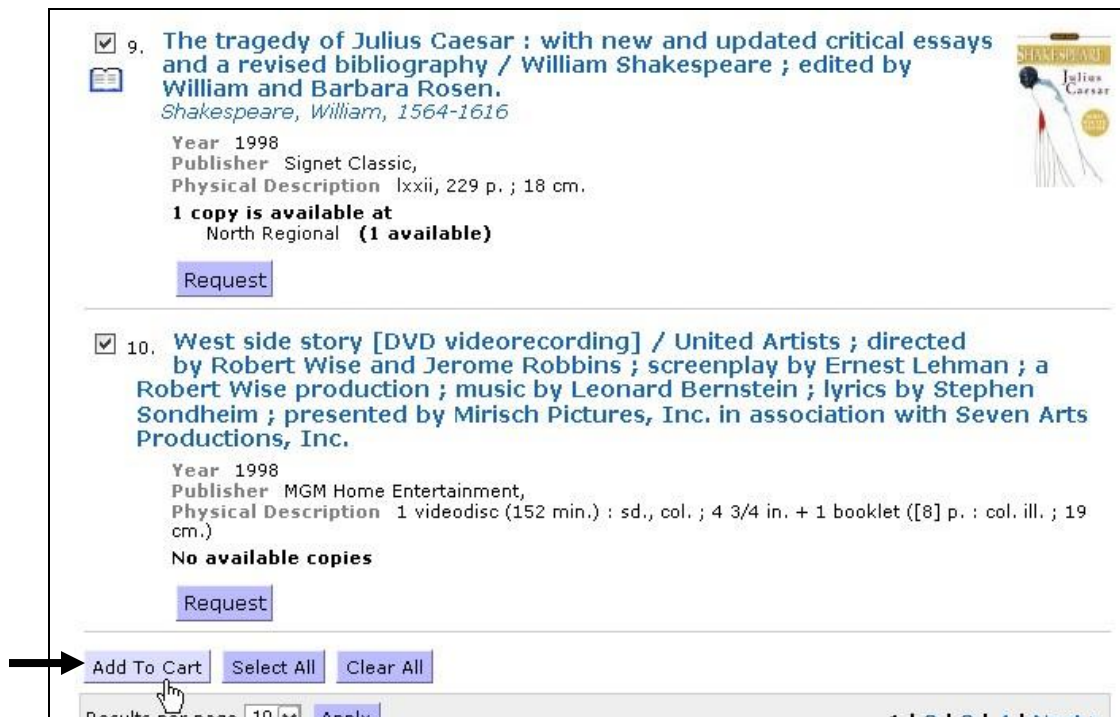 9. The tragedy of Julius Caesar : with new and updated critical essays
and a revised bibliography / William Shakespeare ; edited by
William and Barbara Rosen.
Shakespeare, William, 1564-1616
SHAKESPEARE
Julius
Caesar
Year 1998
Publisher Signet Classic,
Physical Description lxxii, 229 p. ; 18 cm.
1 copy is available at
North Regional (1 available)
Request
10. West side story [DVD videorecording] / United Artists ; directed
by Robert Wise and Jerome Robbins ; screenplay by Ernest Lehman ; a
Robert Wise production ; music by Leonard Bernstein ; lyrics by Stephen
Sondheim ; presented by Mirisch Pictures, Inc. in association with Seven Arts
Productions, Inc.
Year 1998
Publisher MGM Home Entertainment,
Physical Description 1 videodisc (152 min.) : sd., col. ; 4 3/4 in. + 1 booklet ([8] p. : col. ill. ; 19
cm.)
No available copies
Request
Add To Cart Select All Clear All
Results per page 10 Apply